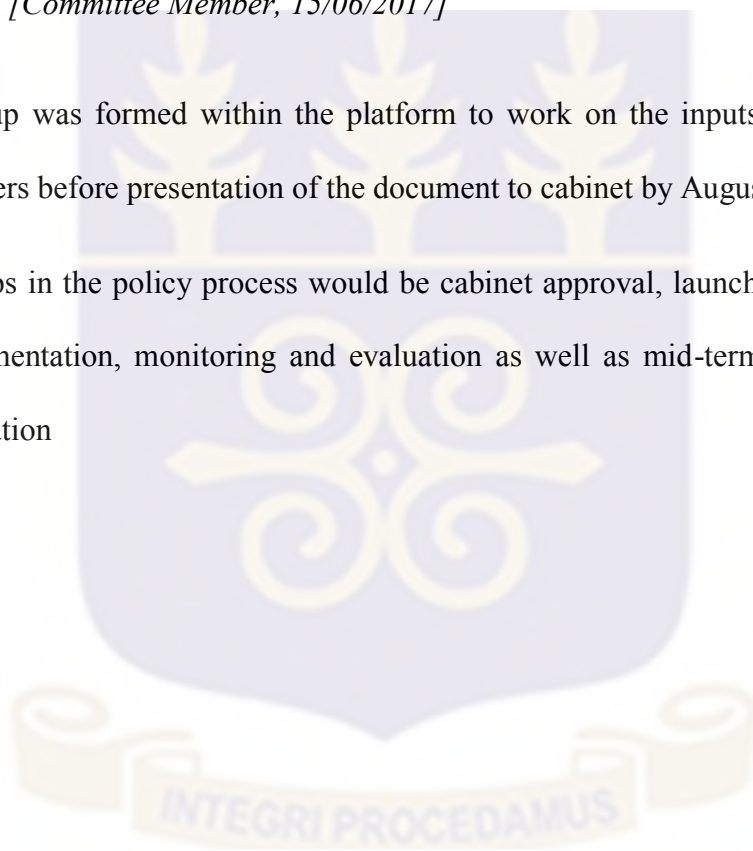 [Committee Member, 15/06/2017]
up was formed within the platform to work on the inputs
ers before presentation of the document to cabinet by Augus
ps in the policy process would be cabinet approval, launch
mentation, monitoring and evaluation as well as mid-term
ation
INTEGRI PROCEDAMUS